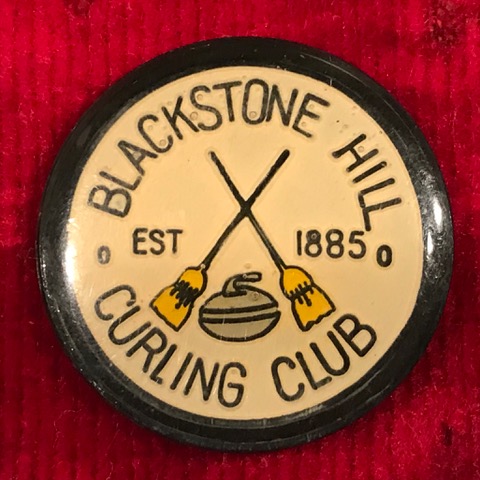 BLACKSTONE HILL
EST 1885
CURLING CLUB